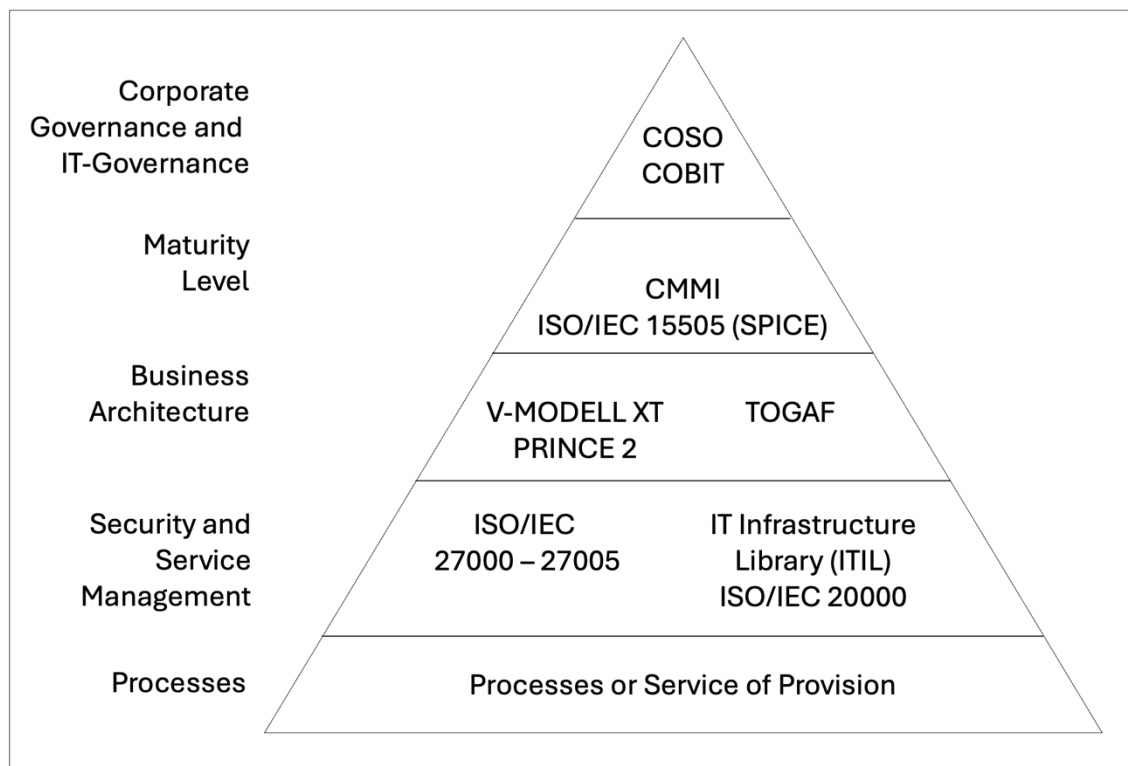 Corporate
Governance and
IT-Governance
COSO
COBIT
Maturity
Level
CMMI
ISO/IEC 15505 (SPICE)
Business
Architecture
V-MODELL XT
PRINCE 2
TOGAF
Security and
Service
Management
ISO/IEC
27000 – 27005
IT Infrastructure
Library (ITIL)
ISO/IEC 20000
Processes
Processes or Service of Provision